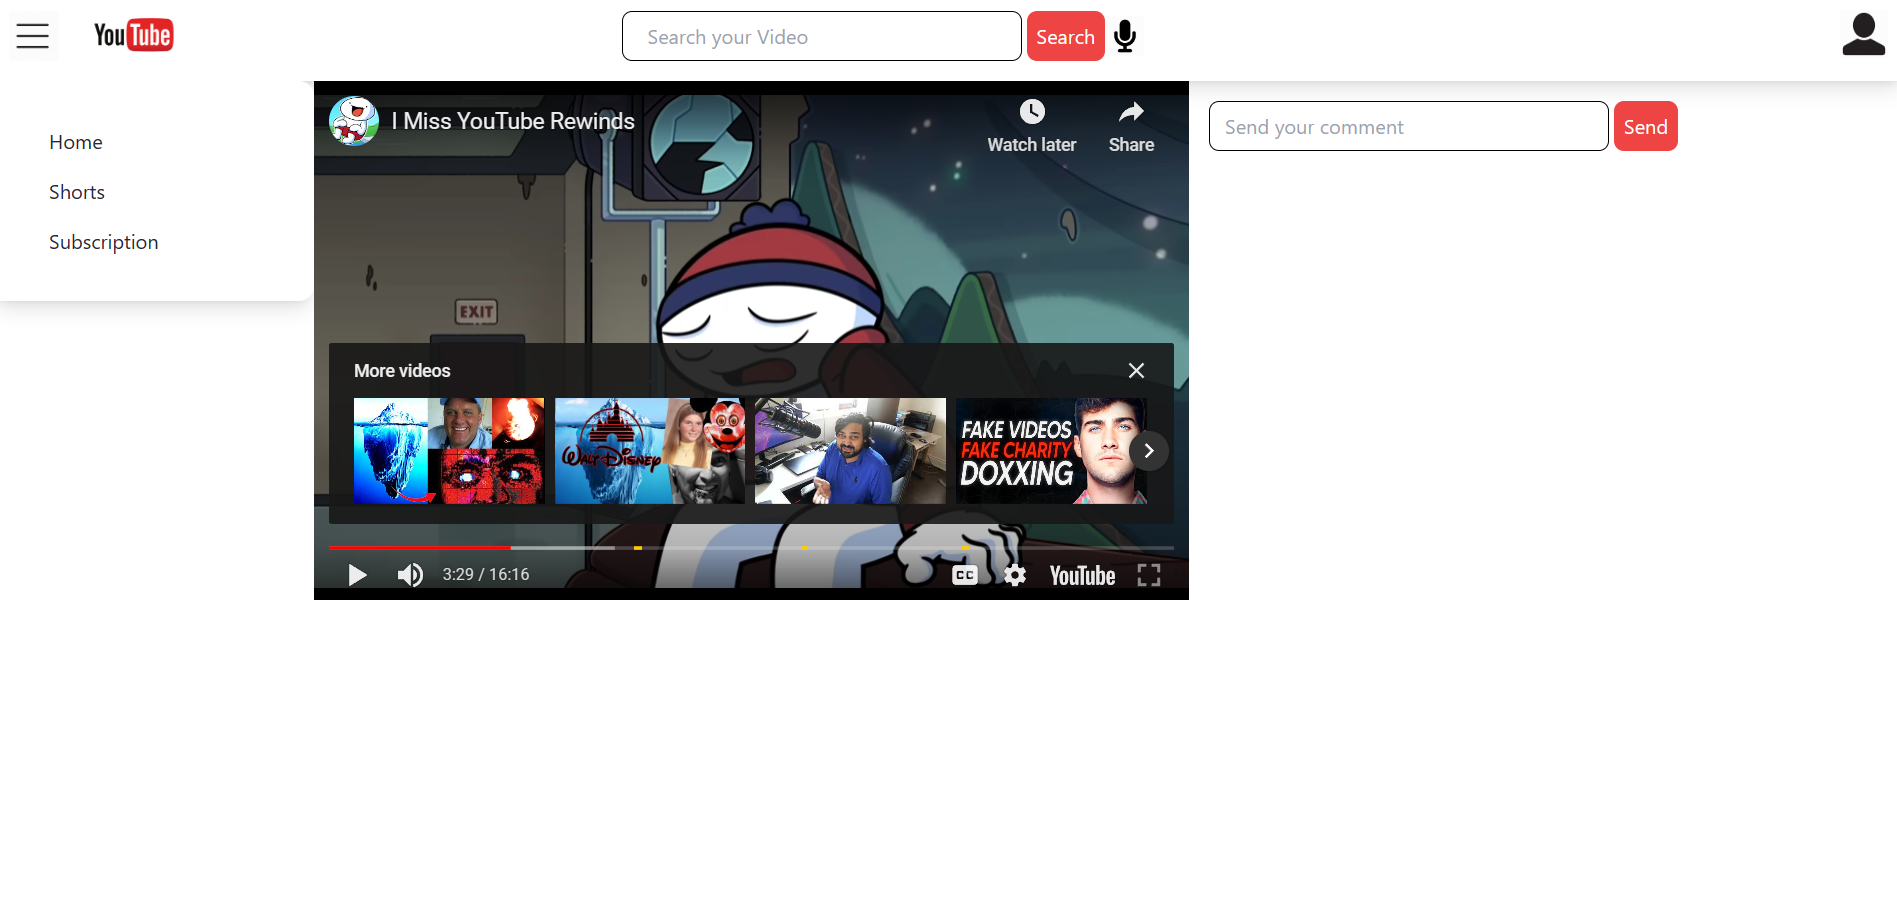 YouTube
Search your Video
Search
Home
Shorts
Subscription
I Miss YouTube Rewinds
Watch later
Share
Send your comment
Send
EXIT
More videos
WALT DISNEY
FAKE VIDEOS
FAKE CHARITY
DOXXING
3:29 / 16:16
CC
YouTube